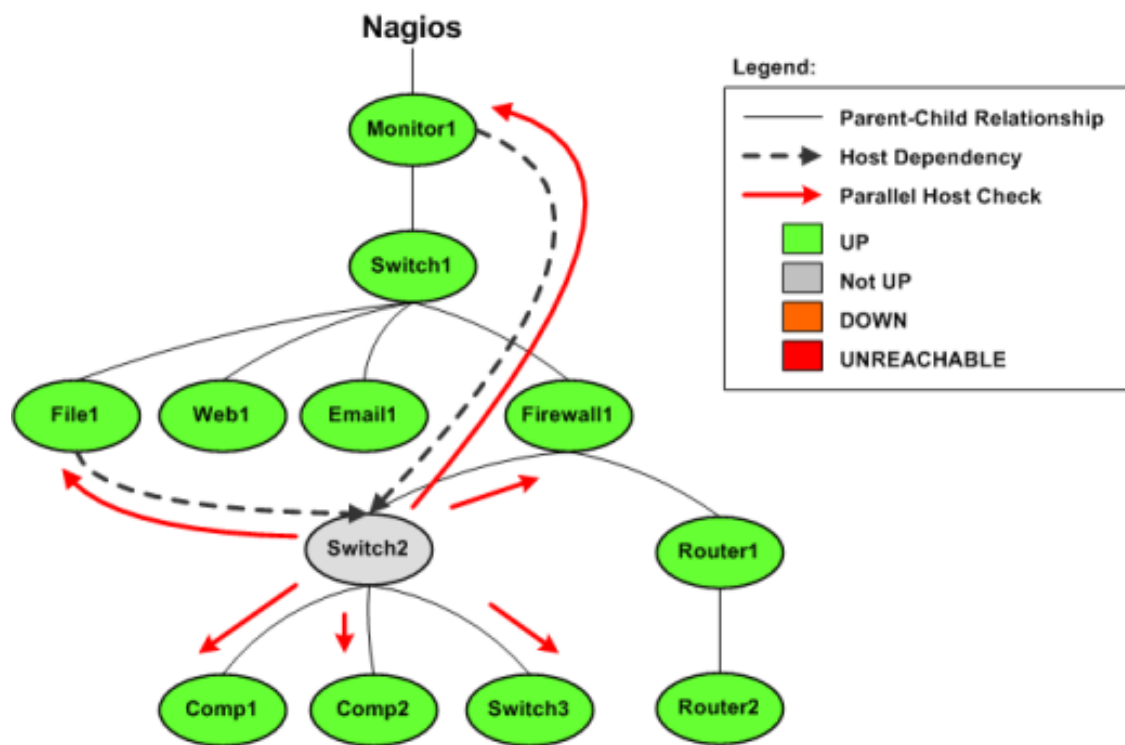 Nagios
Monitor1
Switch1
File1
Web1
Email1
Firewall1
Switch2
Router1
Comp1
Comp2
Switch3
Router2
Legend:
Parent-Child Relationship
Host Dependency
Parallel Host Check
UP
Not UP
DOWN
UNREACHABLE